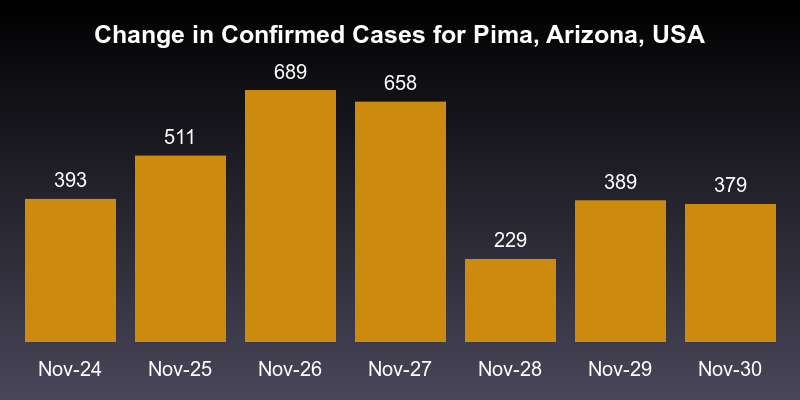 Change in Confirmed Cases for Pima, Arizona, USA
393 511 689 658 229 389 379
Nov-24 Nov-25 Nov-26 Nov-27 Nov-28 Nov-29 Nov-30